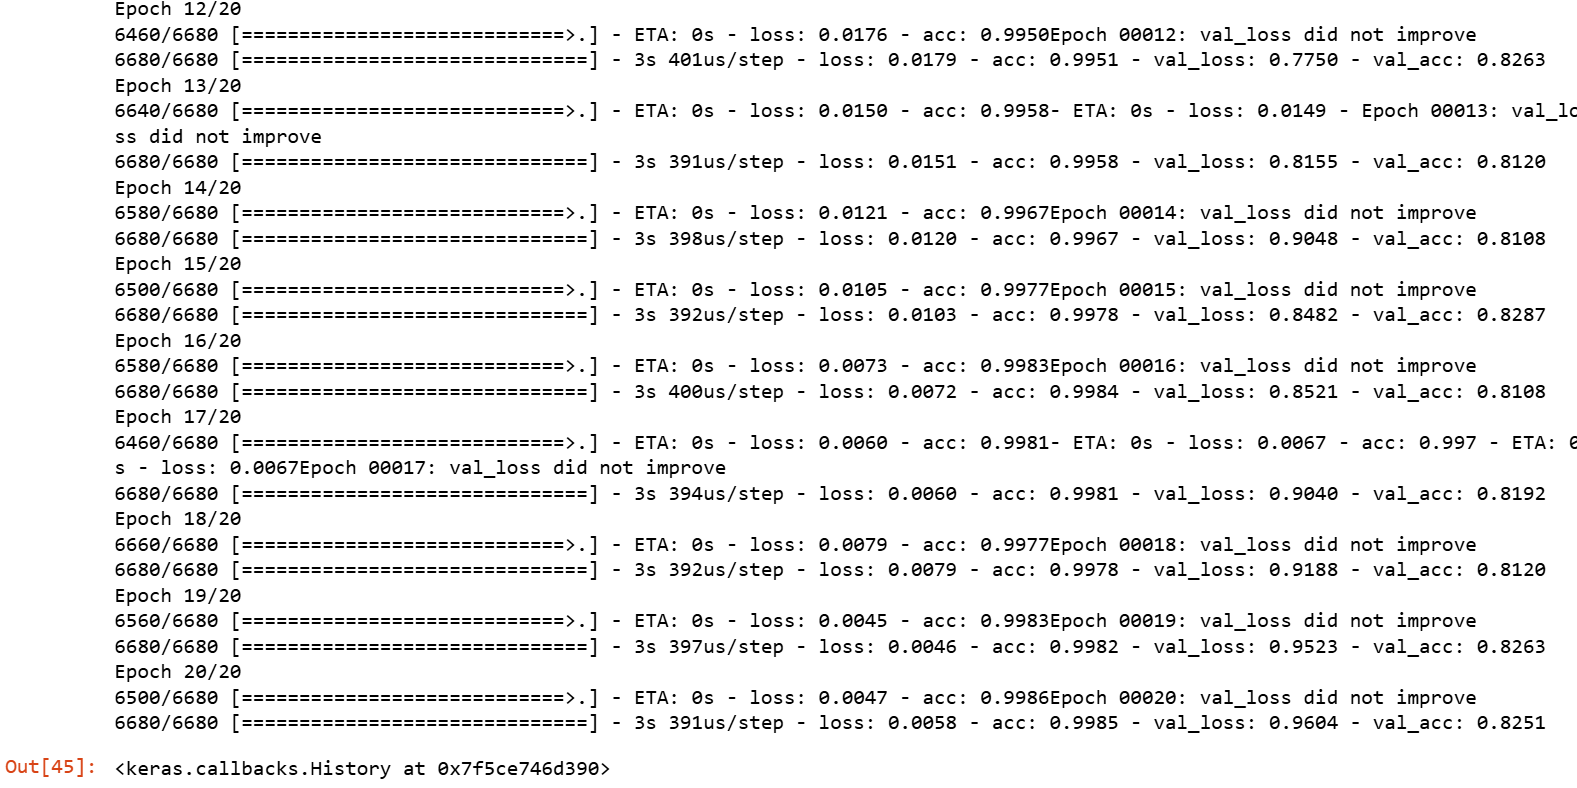 Epoch 12/20
6460/6680 [============================>.] - ETA: 0s - loss: 0.0176 - acc: 0.9950Epoch 00012: val_loss did not improve
6680/6680 [==============================] - 3s 401us/step - loss: 0.0179 - acc: 0.9951 - val_loss: 0.7750 - val_acc: 0.8263
Epoch 13/20
6640/6680 [============================>.] - ETA: 0s - loss: 0.0150 - acc: 0.9958- ETA: 0s - loss: 0.0149 - Epoch 00013: val_lo
ss did not improve
6680/6680 [==============================] - 3s 391us/step - loss: 0.0151 - acc: 0.9958 - val_loss: 0.8155 - val_acc: 0.8120
Epoch 14/20
6580/6680 [============================>.] - ETA: 0s - loss: 0.0121 - acc: 0.9967Epoch 00014: val_loss did not improve
6680/6680 [==============================] - 3s 398us/step - loss: 0.0120 - acc: 0.9967 - val_loss: 0.9048 - val_acc: 0.8108
Epoch 15/20
6500/6680 [============================>.] - ETA: 0s - loss: 0.0105 - acc: 0.9977Epoch 00015: val_loss did not improve
6680/6680 [==============================] - 3s 392us/step - loss: 0.0103 - acc: 0.9978 - val_loss: 0.8482 - val_acc: 0.8287
Epoch 16/20
6580/6680 [============================>.] - ETA: 0s - loss: 0.0073 - acc: 0.9983Epoch 00016: val_loss did not improve
6680/6680 [==============================] - 3s 400us/step - loss: 0.0072 - acc: 0.9984 - val_loss: 0.8521 - val_acc: 0.8108
Epoch 17/20
6460/6680 [============================>.] - ETA: 0s - loss: 0.0060 - acc: 0.9981- ETA: 0s - loss: 0.0067 - acc: 0.997 - ETA: 0
s - loss: 0.0067Epoch 00017: val_loss did not improve
6680/6680 [==============================] - 3s 394us/step - loss: 0.0060 - acc: 0.9981 - val_loss: 0.9040 - val_acc: 0.8192
Epoch 18/20
6660/6680 [============================>.] - ETA: 0s - loss: 0.0079 - acc: 0.9977Epoch 00018: val_loss did not improve
6680/6680 [==============================] - 3s 392us/step - loss: 0.0079 - acc: 0.9978 - val_loss: 0.9188 - val_acc: 0.8120
Epoch 19/20
6560/6680 [============================>.] - ETA: 0s - loss: 0.0045 - acc: 0.9983Epoch 00019: val_loss did not improve
6680/6680 [==============================] - 3s 397us/step - loss: 0.0046 - acc: 0.9982 - val_loss: 0.9523 - val_acc: 0.8263
Epoch 20/20
6500/6680 [============================>.] - ETA: 0s - loss: 0.0047 - acc: 0.9986Epoch 00020: val_loss did not improve
6680/6680 [==============================] - 3s 391us/step - loss: 0.0058 - acc: 0.9985 - val_loss: 0.9604 - val_acc: 0.8251
Out[45]: <keras.callbacks.History at 0x7f5ce746d390>